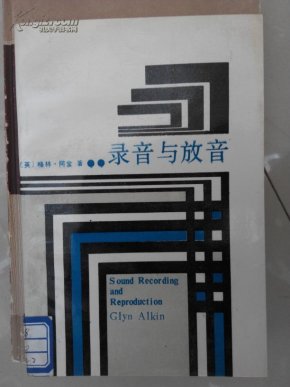 (英) 格林·阿金 著
录音与放音
Sound Recording
and
Reproduction
Glyn Alkin